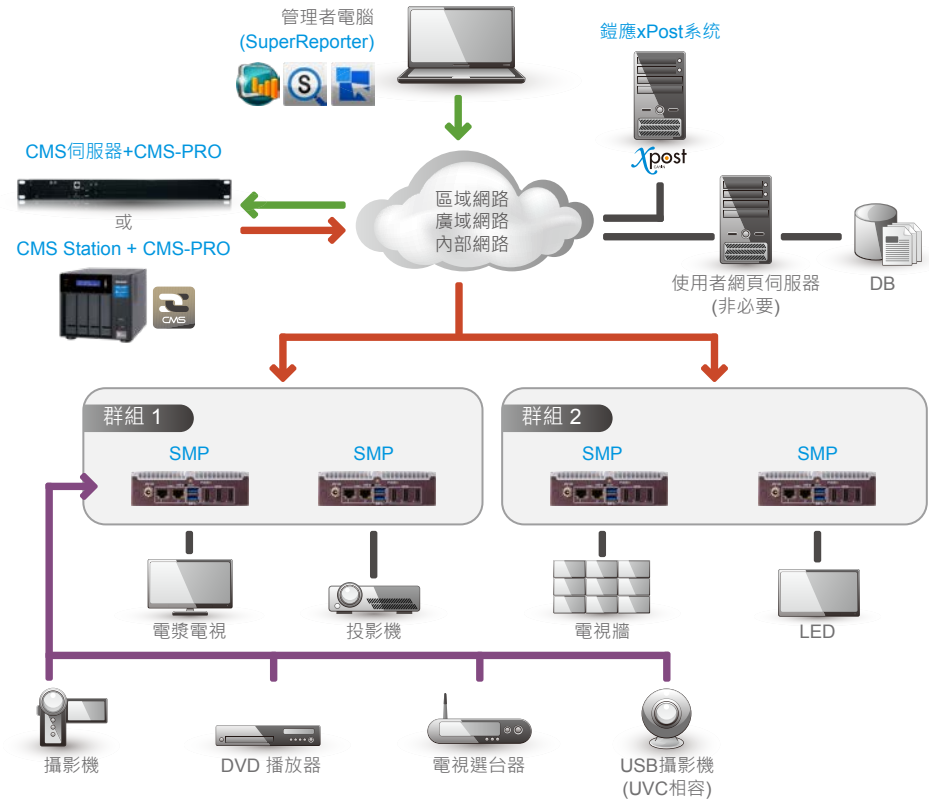 管理者電腦
(SuperReporter)
S
鎧應xPost系統
Xpost
CMS伺服器+CMS-PRO
或
CMS Station + CMS-PRO
CMS
區域網路
廣域網路
內部網路
使用者網頁伺服器
(非必要)
DB
群組 1
SMP
SMP
群組 2
SMP
SMP
電漿電視
投影機
電視牆
LED
攝影機
DVD 播放器
電視選台器
USB攝影機
(UVC相容)